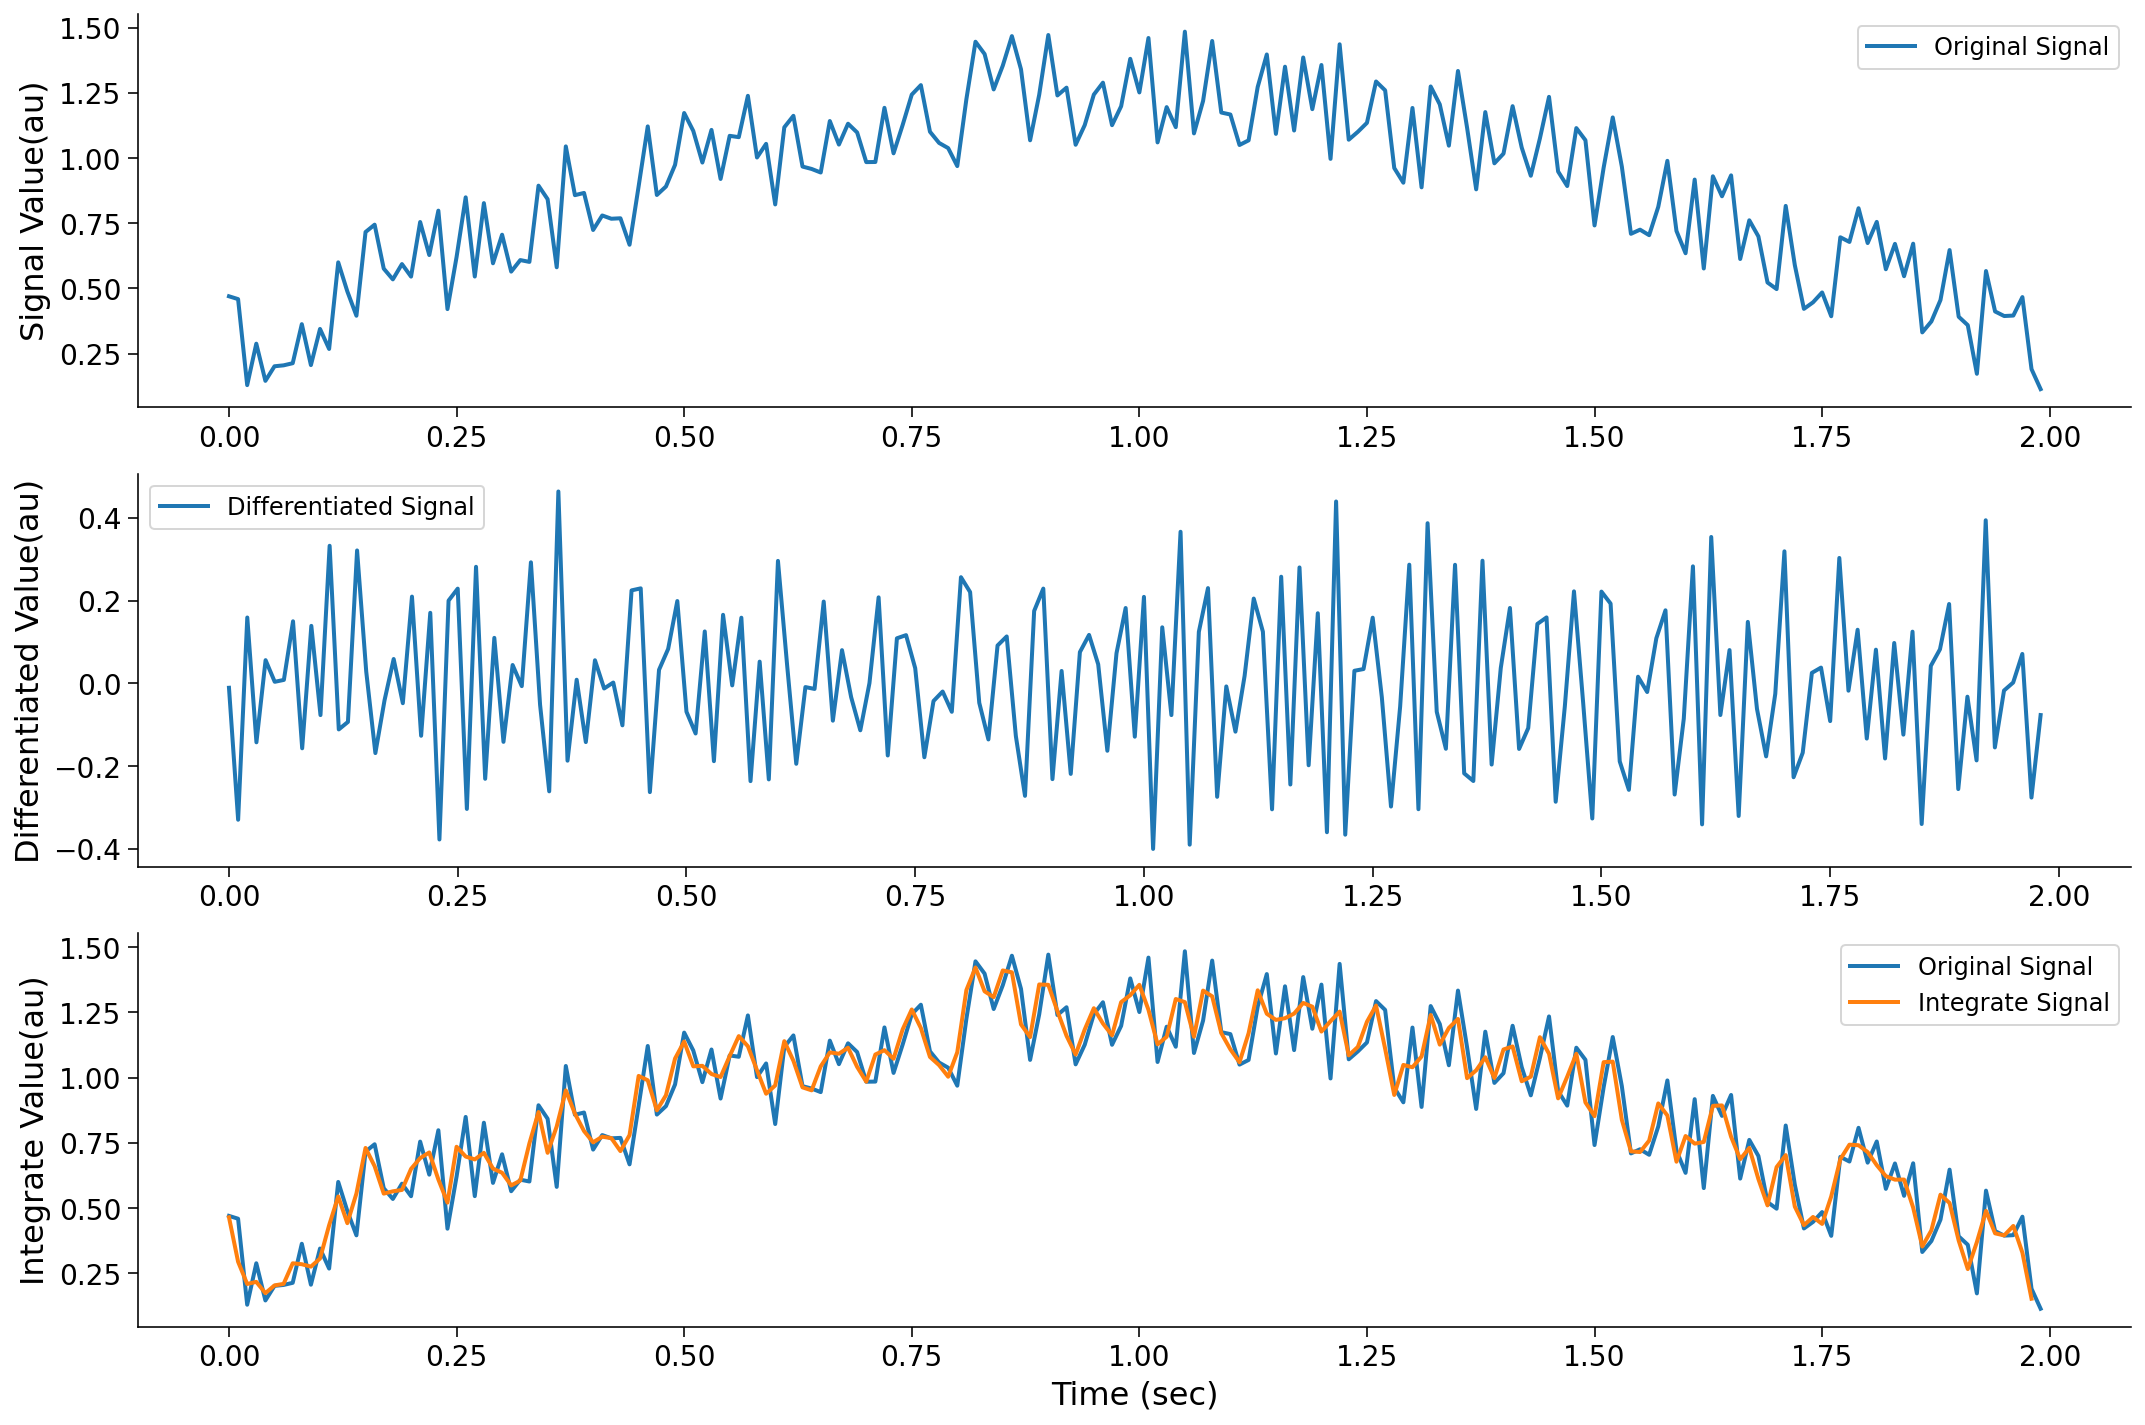 Signal Value(au)
1.50
1.25
1.00
0.75
0.50
0.25
Original Signal
0.00 0.25 0.50 0.75 1.00 1.25 1.50 1.75 2.00
Differentiated Value(au)
0.4
0.2
0.0
−0.2
−0.4
Differentiated Signal
0.00 0.25 0.50 0.75 1.00 1.25 1.50 1.75 2.00
Integrate Value(au)
1.50
1.25
1.00
0.75
0.50
0.25
Original Signal
Integrate Signal
0.00 0.25 0.50 0.75 1.00 1.25 1.50 1.75 2.00
Time (sec)